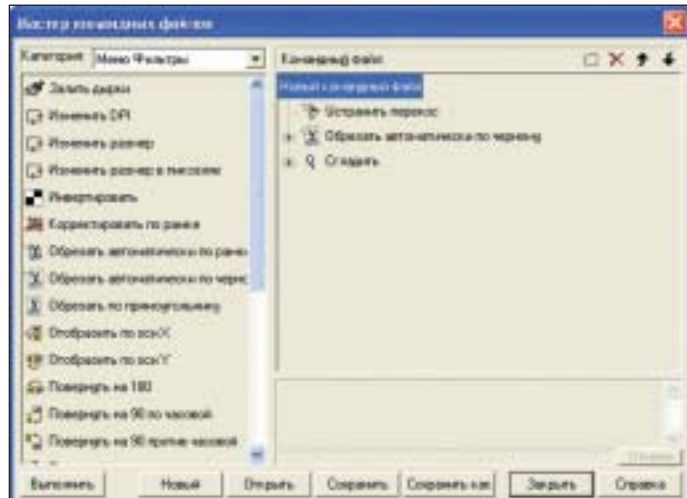 Мастер командных файлов
Категория Меню Фильтры
Залить дырки
Изменить DPI
Изменить размер
Изменить размер в пикселях
Инвертировать
Корректировать по рамке
Обрезать автоматически по рамке
Обрезать автоматически по черно
Обрезать по прямоугольнику
Отобразить по оси X
Отобразить по оси Y
Повернуть на 180
Повернуть на 90 по часовой
Повернуть на 90 против часовой
Командный файл
Новый командный файл
Устранить перекос
Обрезать автоматически по черному
Сгладить
Выполнить Новый Открыть Сохранить Сохранить как Закрыть Справка